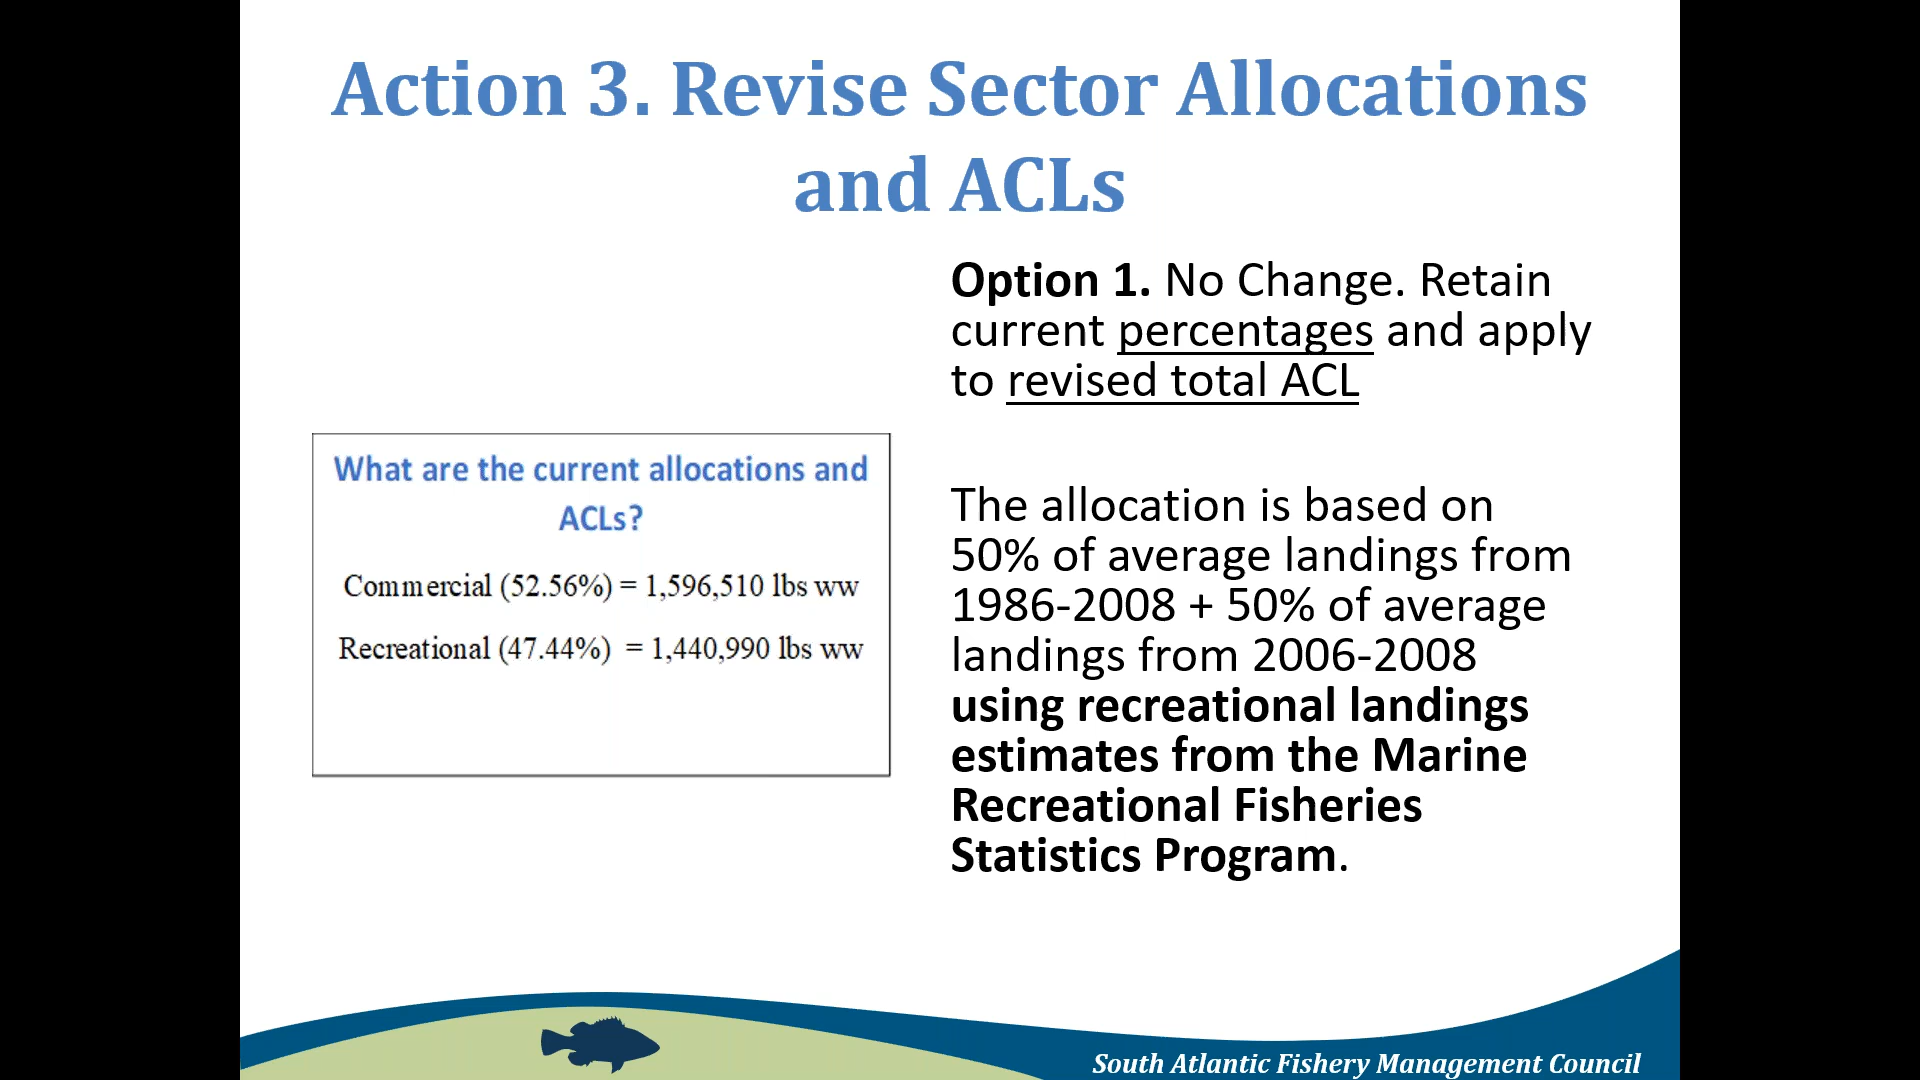 Action 3. Revise Sector Allocations
and ACLs
What are the current allocations and
ACLs?
Commercial (52.56%) = 1,596,510 lbs ww
Recreational (47.44%) = 1,440,990 lbs ww
Option 1. No Change. Retain
current percentages and apply
to revised total ACL
The allocation is based on
50% of average landings from
1986-2008 + 50% of average
landings from 2006-2008
using recreational landings
estimates from the Marine
Recreational Fisheries
Statistics Program.
South Atlantic Fishery Management Council